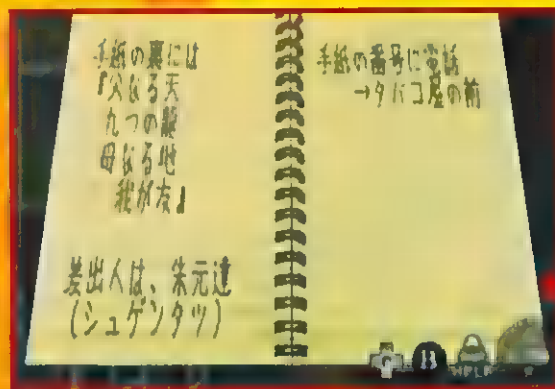 手紙の裏には
『父なる天
九つの龍
母なる地
我が友』
差出人は、朱元達
(シュゲンタツ)
手紙の番号に電話
→タバコ屋の前
HELP